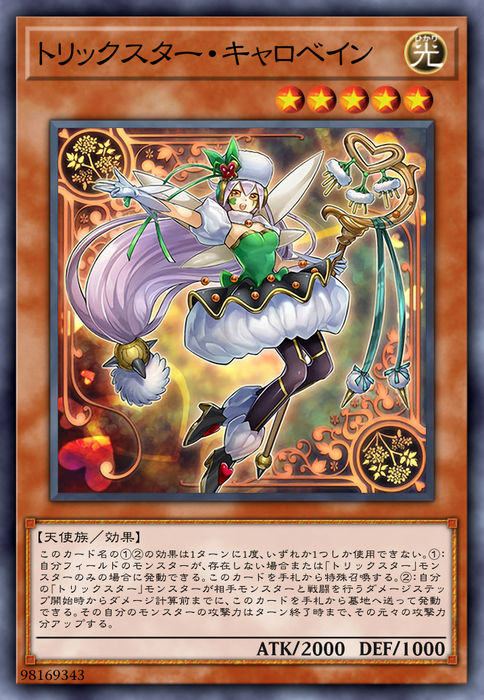 トリックスター・キャロベイン
ひかり
光
【天使族／効果】
このカード名の①②の効果は1ターンに1度、いずれか1つしか使用できない。①：
自分フィールドのモンスターが、存在しない場合または「トリックスター」モン
スターのみの場合に発動できる。このカードを手札から特殊召喚する。②：自分
の「トリックスター」モンスターが相手モンスターと戦闘を行うダメージステッ
プ開始時からダメージ計算前までに、このカードを手札から墓地へ送って発動
できる。その自分のモンスターの攻撃力はターン終了時まで、その元々の攻撃力
分アップする。
ATK/2000 DEF/1000
98169343